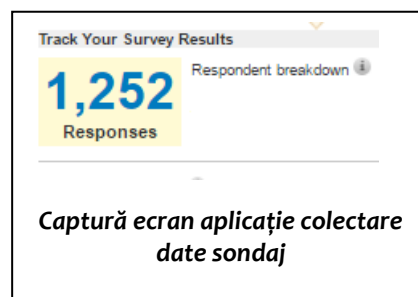 Track Your Survey Results
1,252
Respondent breakdown
Responses
Captură ecran aplicație colectare
date sondaj